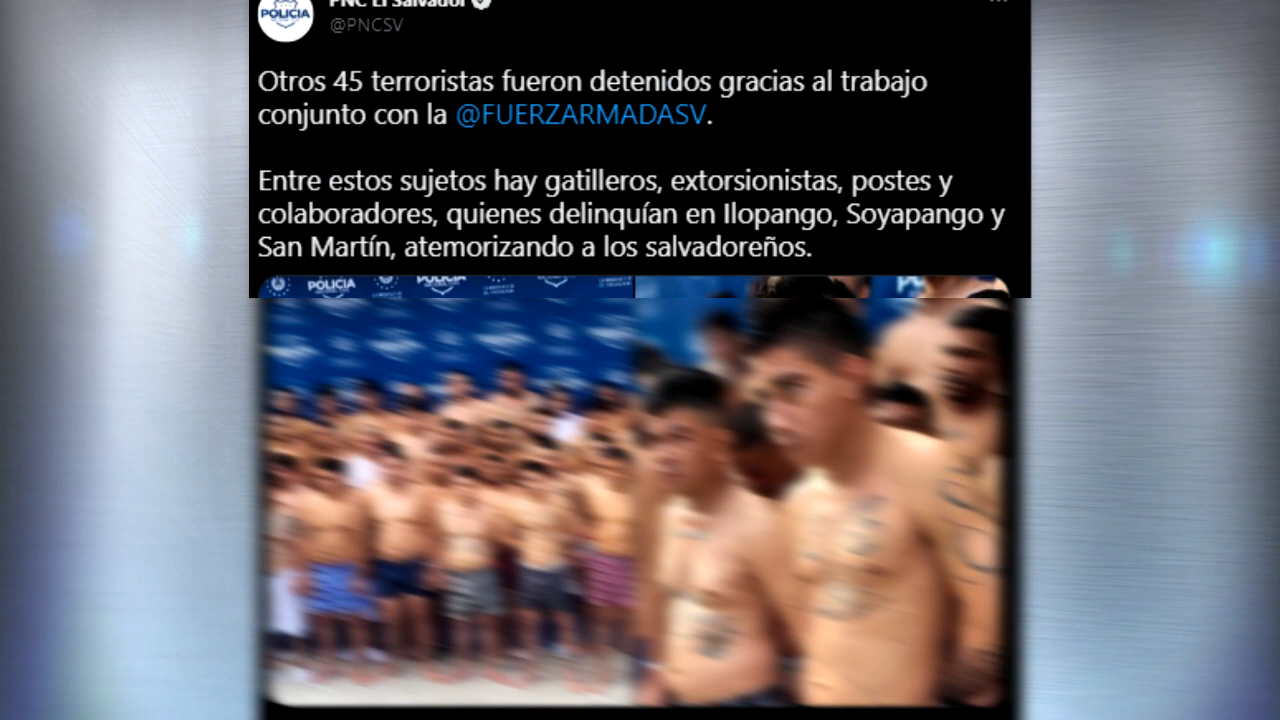 POLICIA
PNC El Salvador
@PNCSV
Otros 45 terroristas fueron detenidos gracias al trabajo
conjunto con la @FUERZARMADASV.
Entre estos sujetos hay gatilleros, extorsionistas, postes y
colaboradores, quienes delinquían en Ilopango, Soyapango y
San Martín, atemorizando a los salvadoreños.
POLICIA
POLICIA